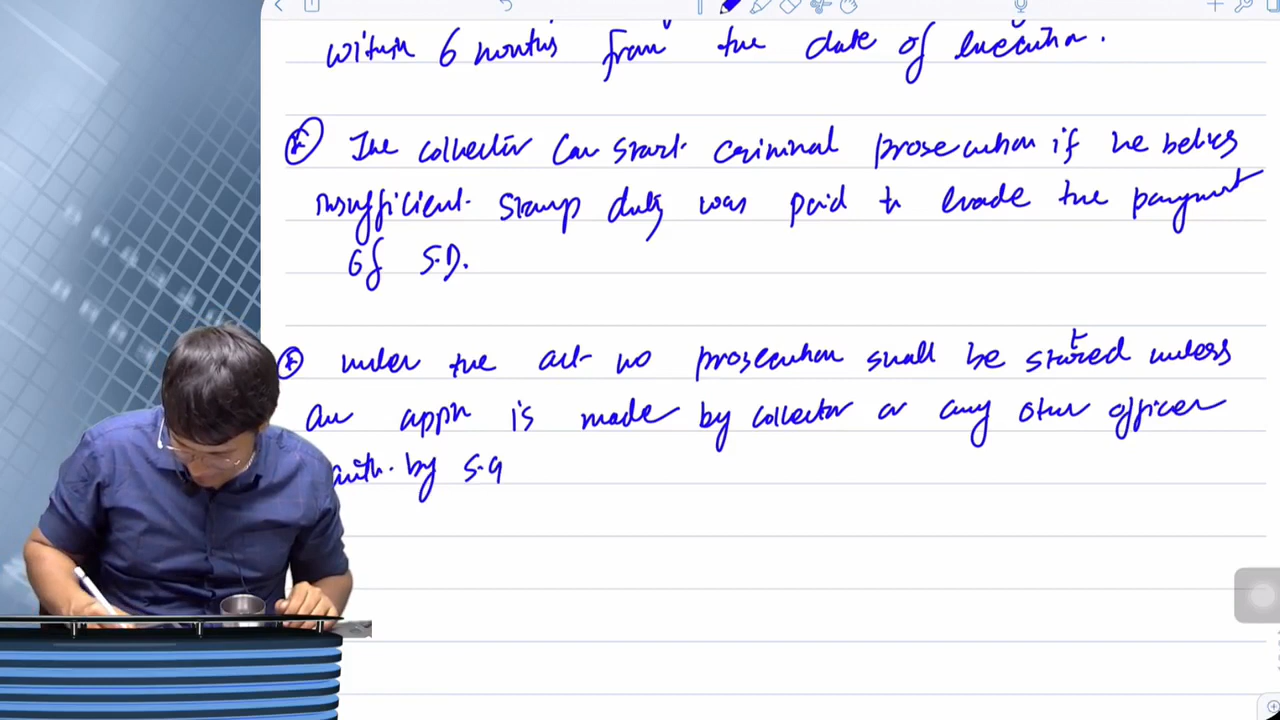 within 6 months from the date of execution.
The collector can start criminal prosecution if he belives
insufficient stamp duty was paid to evade the payment
of S.D.
under the act no prosecution shall be started unless
an appn is made by collector or any other officer
auth. by S.G